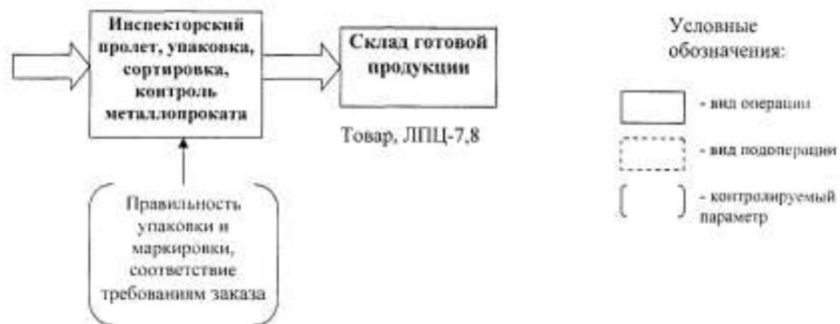 Инспекторский
пролет, упаковка,
сортировка,
контроль
металлопроката
Склад готовой
продукции
Товар, ЛПЦ-7,8
Правильность
упаковки и
маркировки,
соответствие
требованиям заказа
Условные
обозначения:
- вид операции
- вид подоперации
- контролируемый
параметр